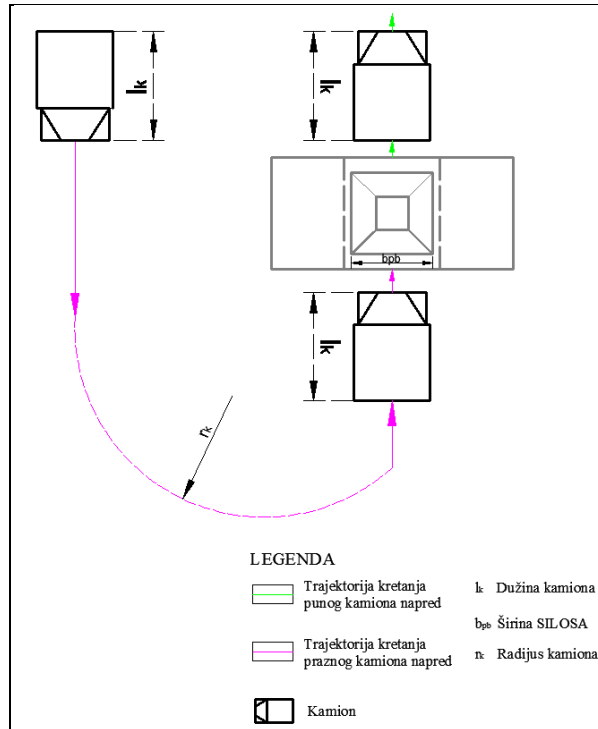 lk
lk
bpb
lk
rk
LEGENDA
Trajektorija kretanja
punog kamiona napred
lk Dužina kamiona
bpb Širina SILOSA
Trajektorija kretanja
praznog kamiona napred
rk Radijus kamiona
Kamion